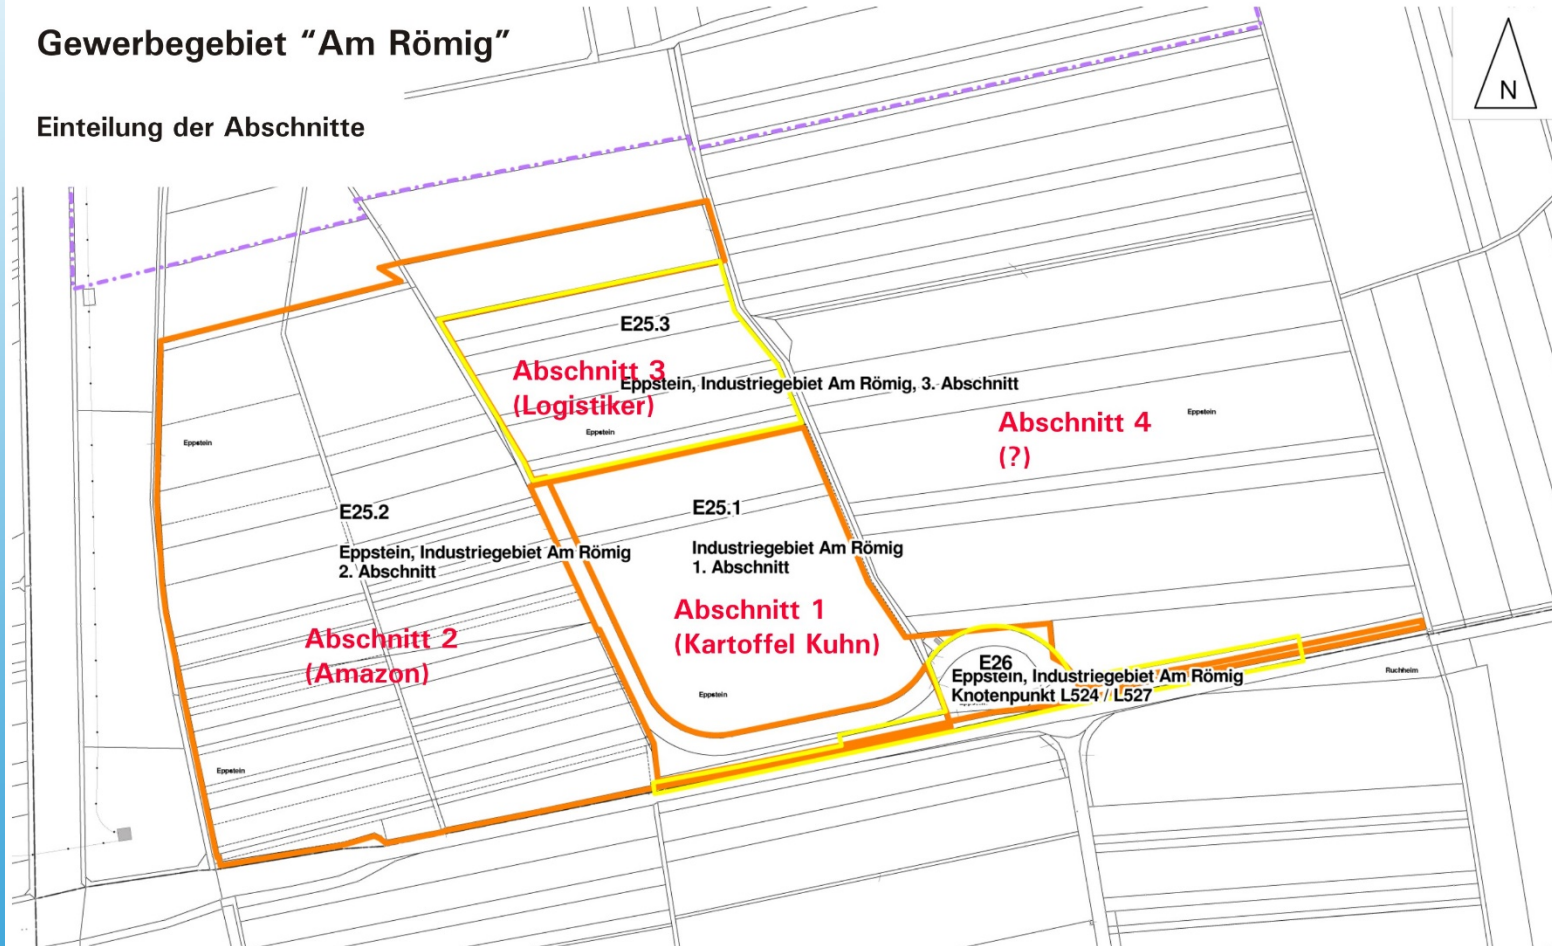 Gewerbegebiet “Am Römig”
Einteilung der Abschnitte
N
E25.3
Abschnitt 3
(Logistiker)
Eppstein, Industriegebiet Am Römig, 3. Abschnitt
Eppstein
Abschnitt 4
(?)
Eppstein
Eppstein
E25.2
Eppstein, Industriegebiet Am Römig
2. Abschnitt
Abschnitt 2
(Amazon)
Eppstein
E25.1
Industriegebiet Am Römig
1. Abschnitt
Abschnitt 1
(Kartoffel Kuhn)
Eppstein
E26
Eppstein, Industriegebiet Am Römig
Knotenpunkt L524 / L527
Ruchheim